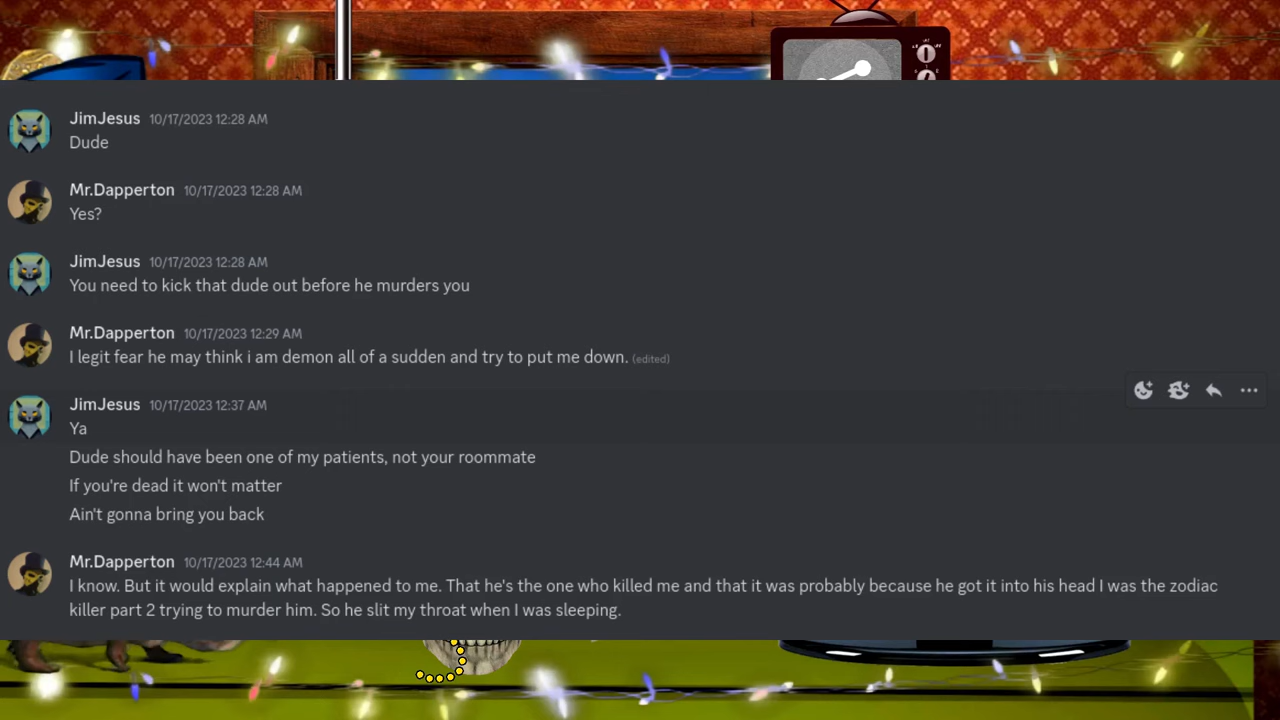 JimJesus 10/17/2023 12:28 AM
Dude
Mr.Dapperton 10/17/2023 12:28 AM
Yes?
JimJesus 10/17/2023 12:28 AM
You need to kick that dude out before he murders you
Mr.Dapperton 10/17/2023 12:29 AM
I legit fear he may think i am demon all of a sudden and try to put me down. (edited)
JimJesus 10/17/2023 12:37 AM
Ya
Dude should have been one of my patients, not your roommate
If you're dead it won't matter
Ain't gonna bring you back
Mr.Dapperton 10/17/2023 12:44 AM
I know. But it would explain what happened to me. That he's the one who killed me and that it was probably because he got it into his head I was the zodiac
killer part 2 trying to murder him. So he slit my throat when I was sleeping.